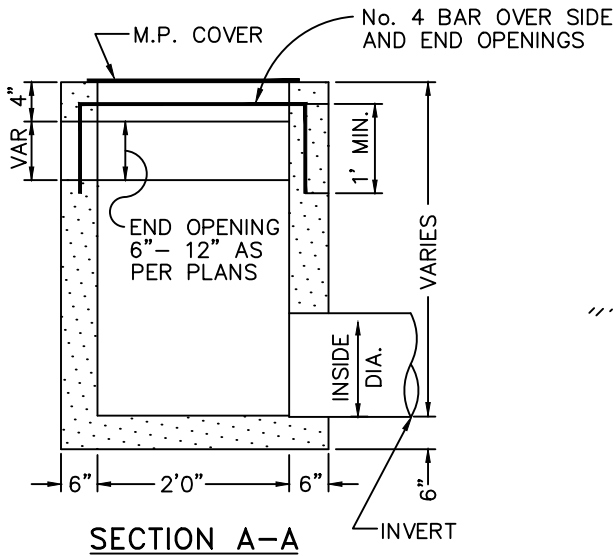 No. 4 BAR OVER SIDE
AND END OPENINGS
M.P. COVER
4"
VAR
1' MIN.
END OPENING
6"– 12" AS
PER PLANS
VARIES
INSIDE
DIA.
6"
2'0"
6"
6"
INVERT
SECTION A–A